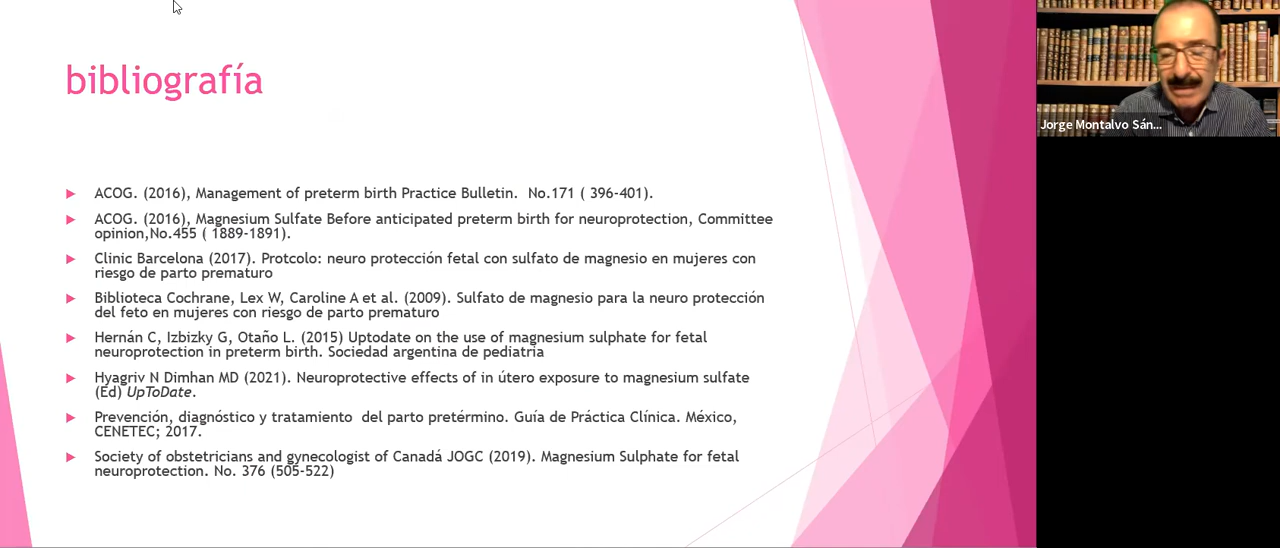 bibliografía
ACOG. (2016), Management of preterm birth Practice Bulletin. No.171 ( 396-401).
ACOG. (2016), Magnesium Sulfate Before anticipated preterm birth for neuroprotection, Committee
opinion,No.455 ( 1889-1891).
Clinic Barcelona (2017). Protcolo: neuro protección fetal con sulfato de magnesio en mujeres con
riesgo de parto prematuro
Biblioteca Cochrane, Lex W, Caroline A et al. (2009). Sulfato de magnesio para la neuro protección
del feto en mujeres con riesgo de parto prematuro
Hernán C, Izbizky G, Otaño L. (2015) Uptodate on the use of magnesium sulphate for fetal
neuroprotection in preterm birth. Sociedad argentina de pediatria
Hyagriv N Dimhan MD (2021). Neuroprotective effects of in útero exposure to magnesium sulfate
(Ed) UpToDate.
Prevención, diagnóstico y tratamiento del parto pretérmino. Guía de Práctica Clínica. México,
CENETEC; 2017.
Society of obstetricians and gynecologist of Canadá JOGC (2019). Magnesium Sulphate for fetal
neuroprotection. No. 376 (505-522)
Jorge Montalvo Sán...